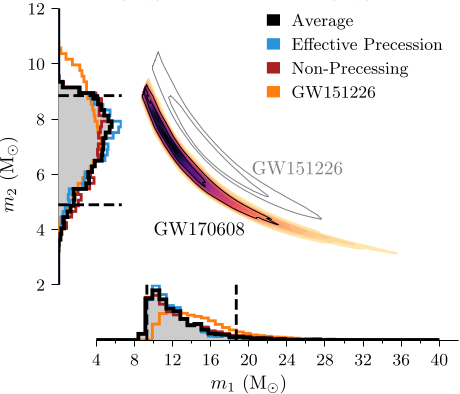 12
10
8
6
4
2
m₂ (M⊙)
Average
Effective Precession
Non-Precessing
GW151226
GW151226
GW170608
4 8 12 16 20 24 28 32 36 40
m₁ (M⊙)